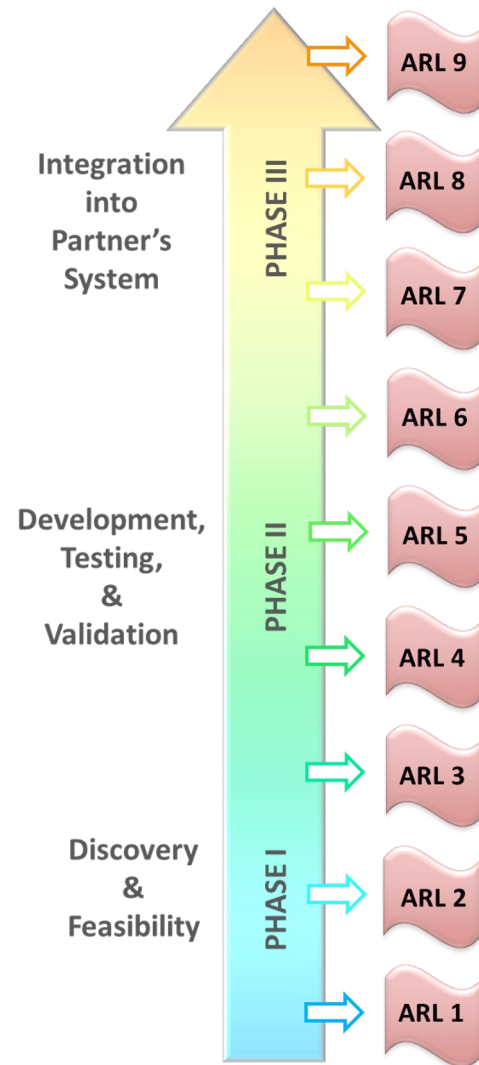 ARL 9
Integration
into
Partner's
System
PHASE III
ARL 8
ARL 7
ARL 6
Development,
Testing,
&
Validation
PHASE II
ARL 5
ARL 4
ARL 3
Discovery
&
Feasibility
PHASE I
ARL 2
ARL 1